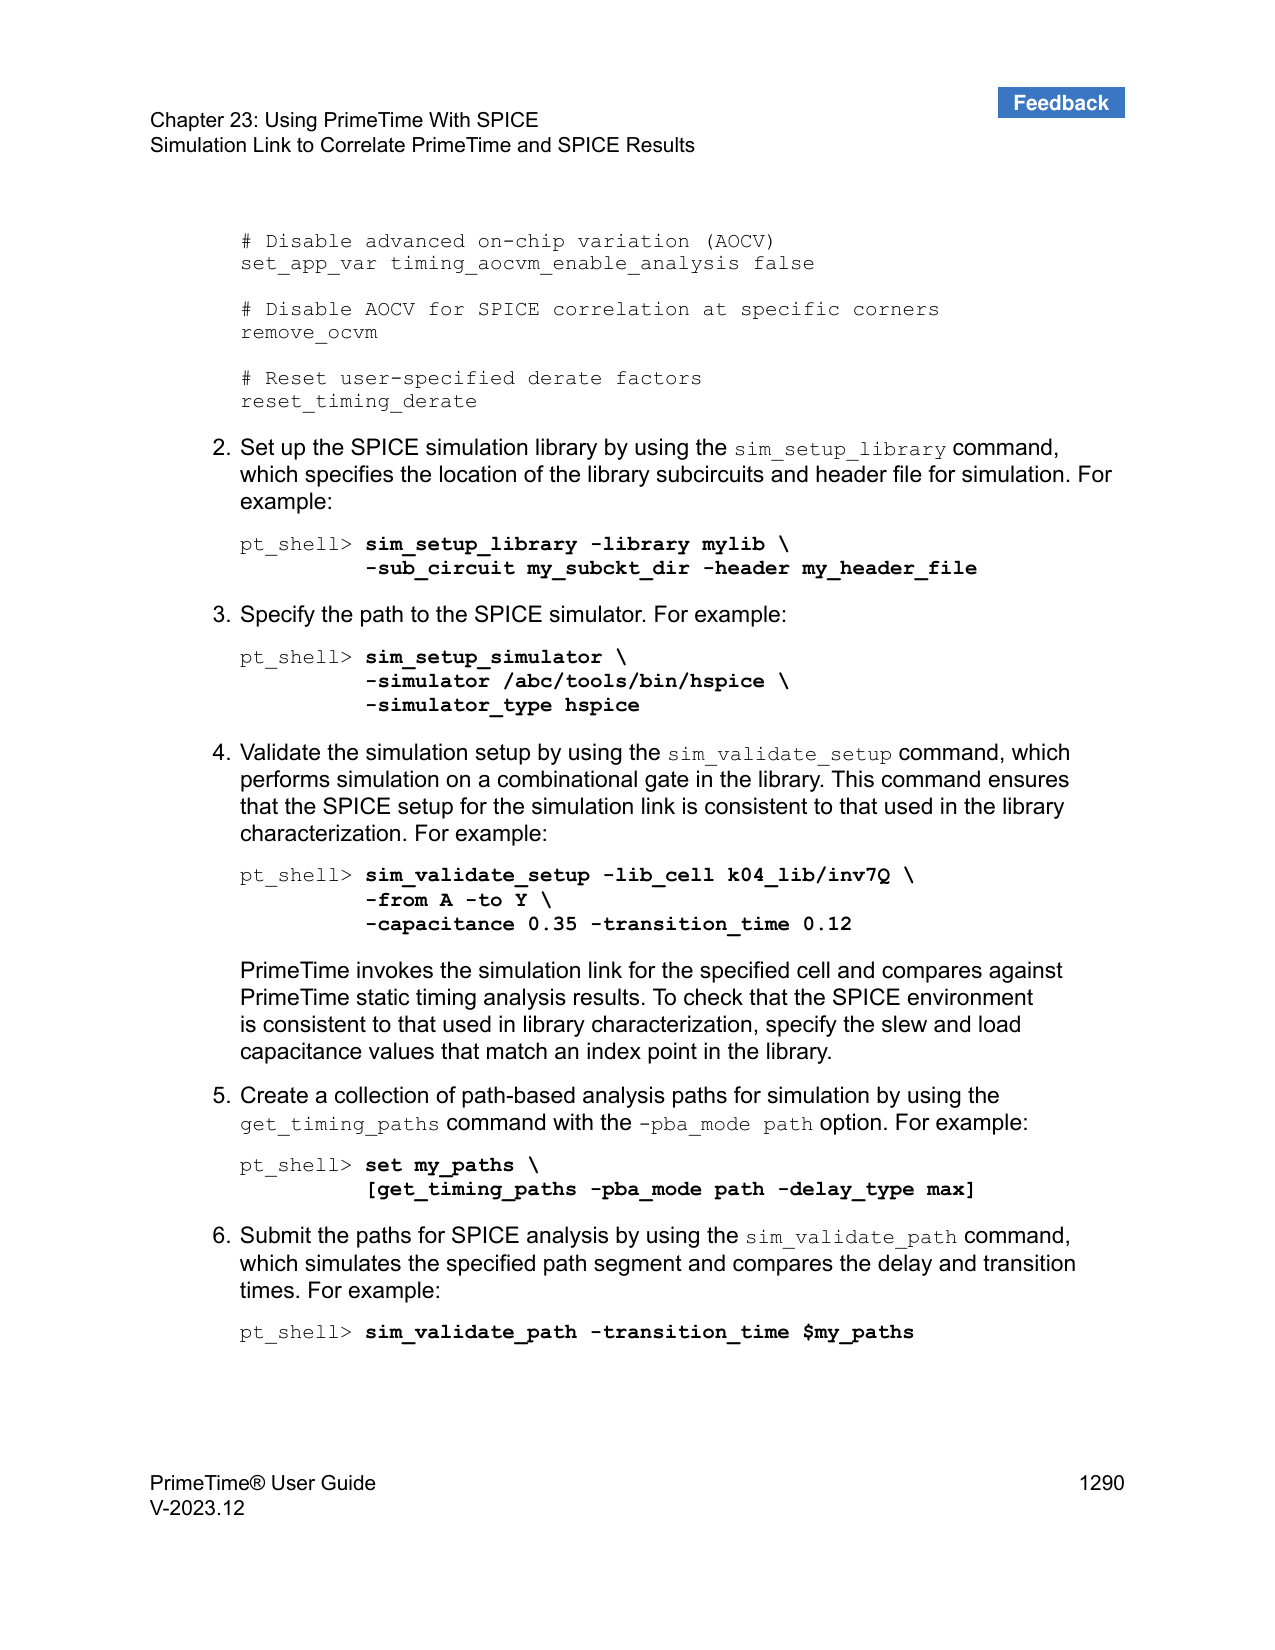 Feedback
Chapter 23: Using PrimeTime With SPICE
Simulation Link to Correlate PrimeTime and SPICE Results
# Disable advanced on-chip variation (AOCV)
set_app_var timing_aocvm_enable_analysis false
# Disable AOCV for SPICE correlation at specific corners
remove_ocvm
# Reset user-specified derate factors
reset_timing_derate
2. Set up the SPICE simulation library by using the sim_setup_library command,
which specifies the location of the library subcircuits and header file for simulation. For
example:
pt_shell> sim_setup_library -library mylib \
-sub_circuit my_subckt_dir -header my_header_file
3. Specify the path to the SPICE simulator. For example:
pt_shell> sim_setup_simulator \
-simulator /abc/tools/bin/hspice \
-simulator_type hspice
4. Validate the simulation setup by using the sim_validate_setup command, which
performs simulation on a combinational gate in the library. This command ensures
that the SPICE setup for the simulation link is consistent to that used in the library
characterization. For example:
pt_shell> sim_validate_setup -lib_cell k04_lib/inv7Q \
-from A -to Y \
-capacitance 0.35 -transition_time 0.12
PrimeTime invokes the simulation link for the specified cell and compares against
PrimeTime static timing analysis results. To check that the SPICE environment
is consistent to that used in library characterization, specify the slew and load
capacitance values that match an index point in the library.
5. Create a collection of path-based analysis paths for simulation by using the
get_timing_paths command with the -pba_mode path option. For example:
pt_shell> set my_paths \
[get_timing_paths -pba_mode path -delay_type max]
6. Submit the paths for SPICE analysis by using the sim_validate_path command,
which simulates the specified path segment and compares the delay and transition
times. For example:
pt_shell> sim_validate_path -transition_time $my_paths
PrimeTime® User Guide 1290
V-2023.12